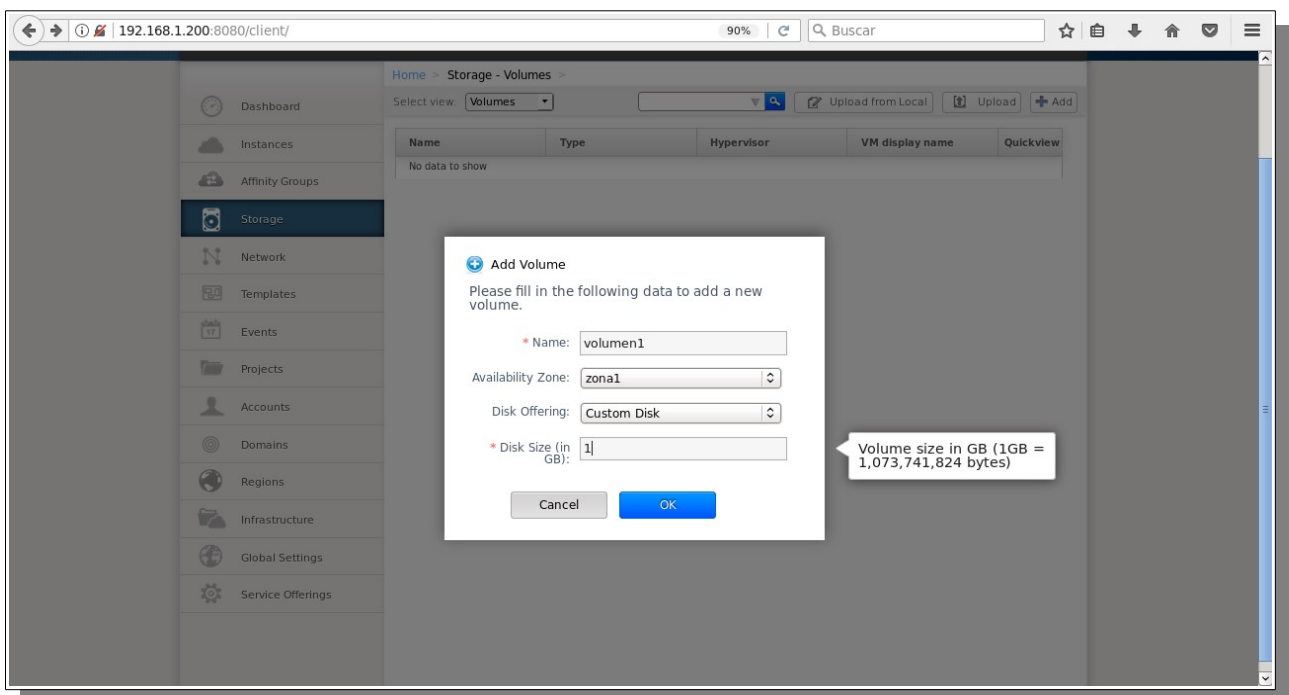 192.168.1.200:8080/client/
90%
Buscar
Home > Storage - Volumes >
Select view: Volumes
Upload from Local
Upload
Add
Dashboard
Instances
Affinity Groups
Storage
Network
Templates
Events
Projects
Accounts
Domains
Regions
Infrastructure
Global Settings
Service Offerings
Name Type Hypervisor VM display name Quickview
No data to show
Add Volume
Please fill in the following data to add a new
volume.
* Name: volumen1
Availability Zone: zona1
Disk Offering: Custom Disk
* Disk Size (in
GB): 1
Volume size in GB (1GB =
1,073,741,824 bytes)
Cancel OK